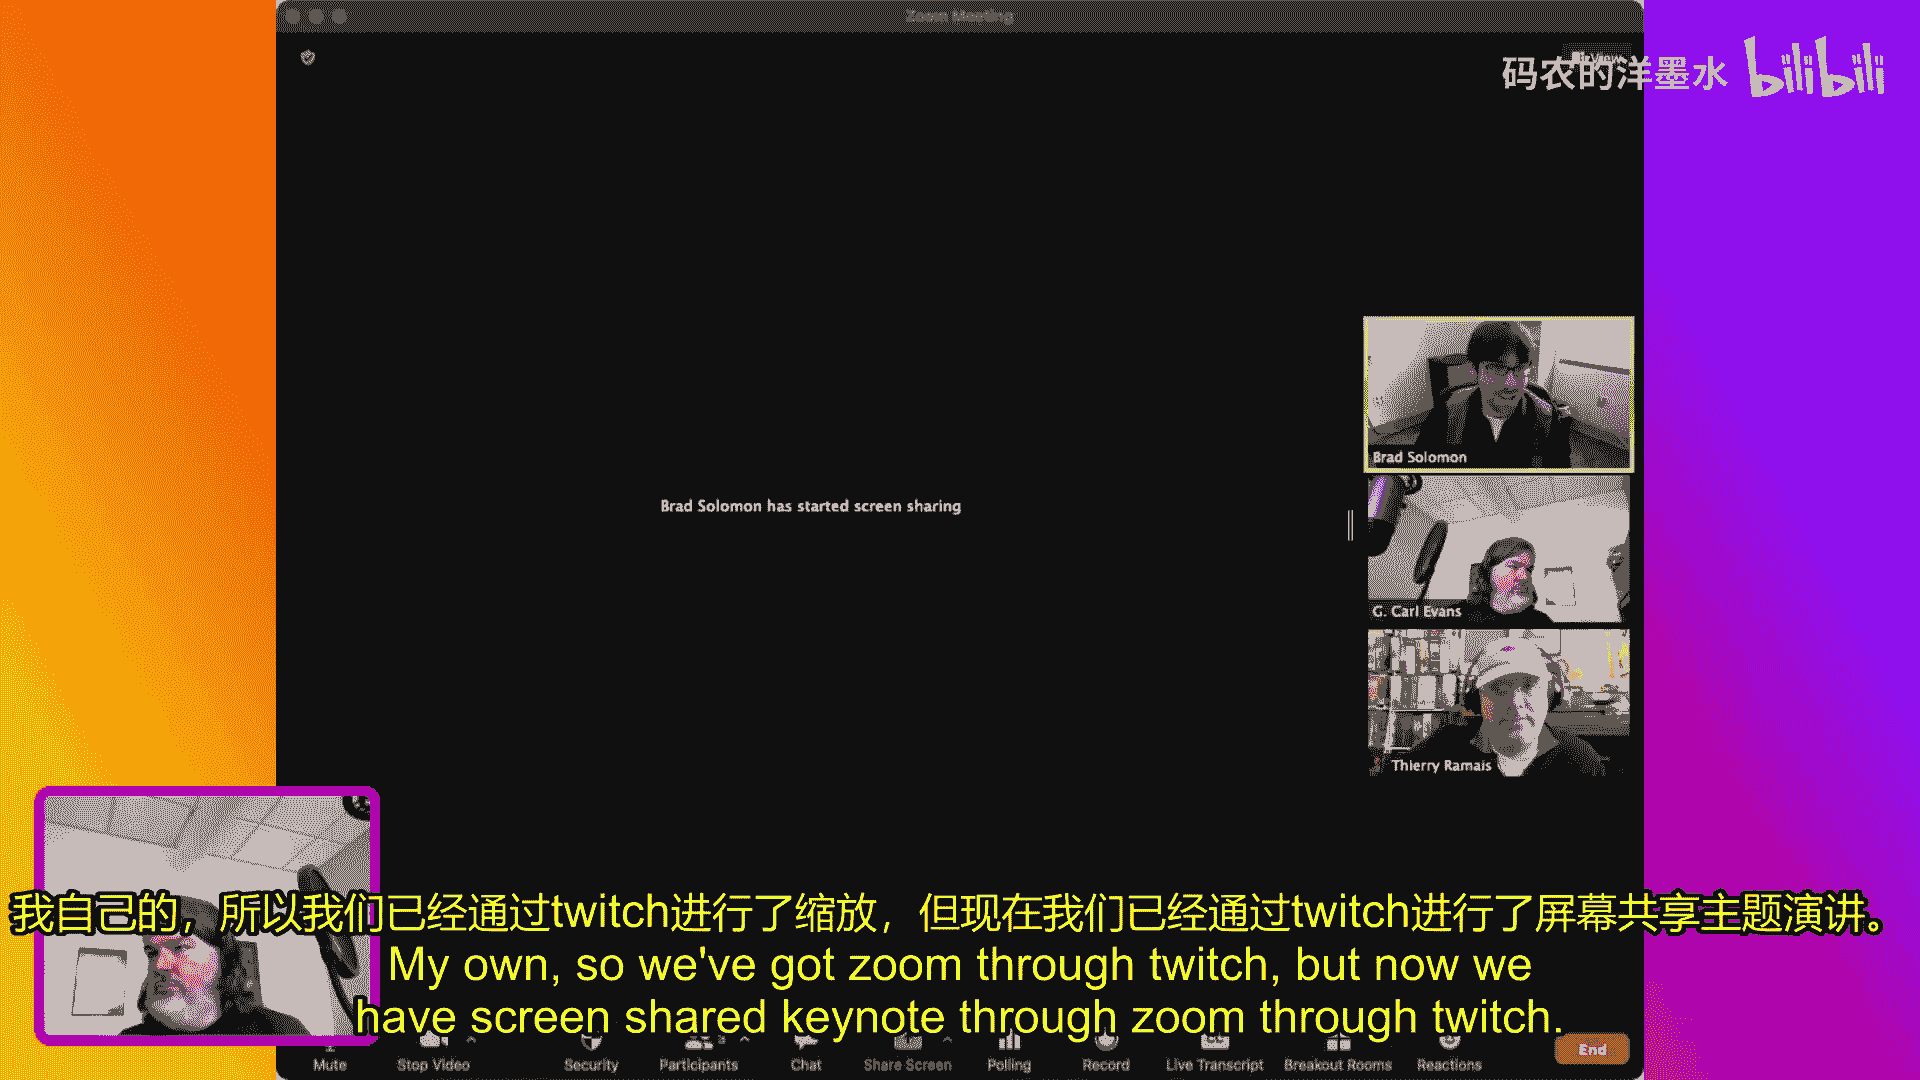 Zoom Meeting
View
码农的洋墨水 bilibili
Brad Solomon
Brad Solomon has started screen sharing
G. Carl Evans
Thierry Ramais
我自己的，所以我们已经通过twitch进行了缩放，但现在我们已经通过twitch进行了屏幕共享主题演讲。
My own, so we've got zoom through twitch, but now we
have screen shared keynote through zoom through twitch.
Mute Stop Video Security Participants Chat Share Screen Polling Record Live Transcript Breakout Rooms Reactions End